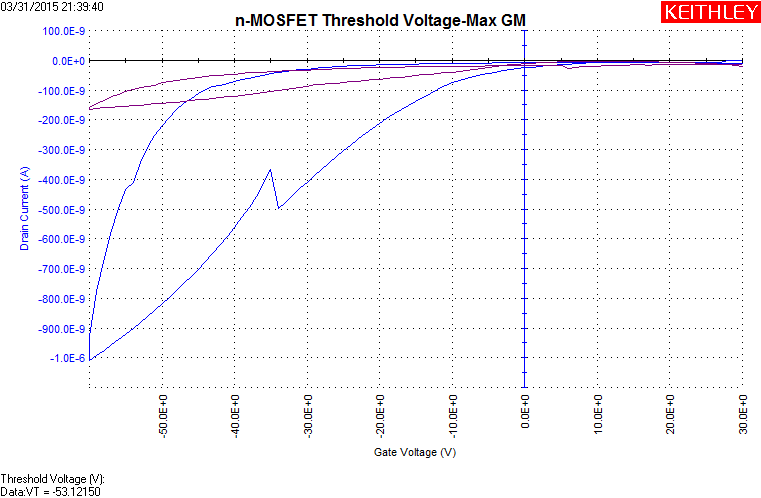 03/31/2015 21:39:40
n-MOSFET Threshold Voltage-Max GM
KEITHLEY
100.0E-9
0.0E+0
-100.0E-9
-200.0E-9
-300.0E-9
-400.0E-9
-500.0E-9
-600.0E-9
-700.0E-9
-800.0E-9
-900.0E-9
-1.0E-6
Drain Current (A)
-50.0E+0
-40.0E+0
-30.0E+0
-20.0E+0
-10.0E+0
0.0E+0
10.0E+0
20.0E+0
30.0E+0
Gate Voltage (V)
Threshold Voltage (V):
Data:VT = -53.12150